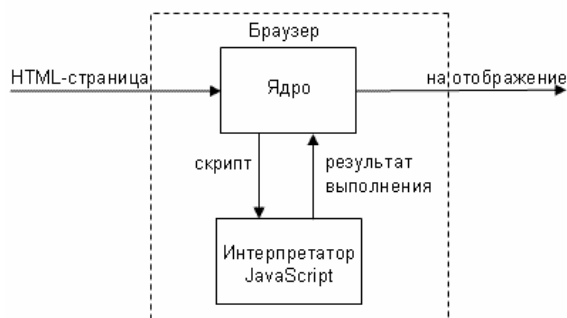 Браузер
HTML-страница
Ядро
на отображение
скрипт
результат
выполнения
Интерпретатор
JavaScript